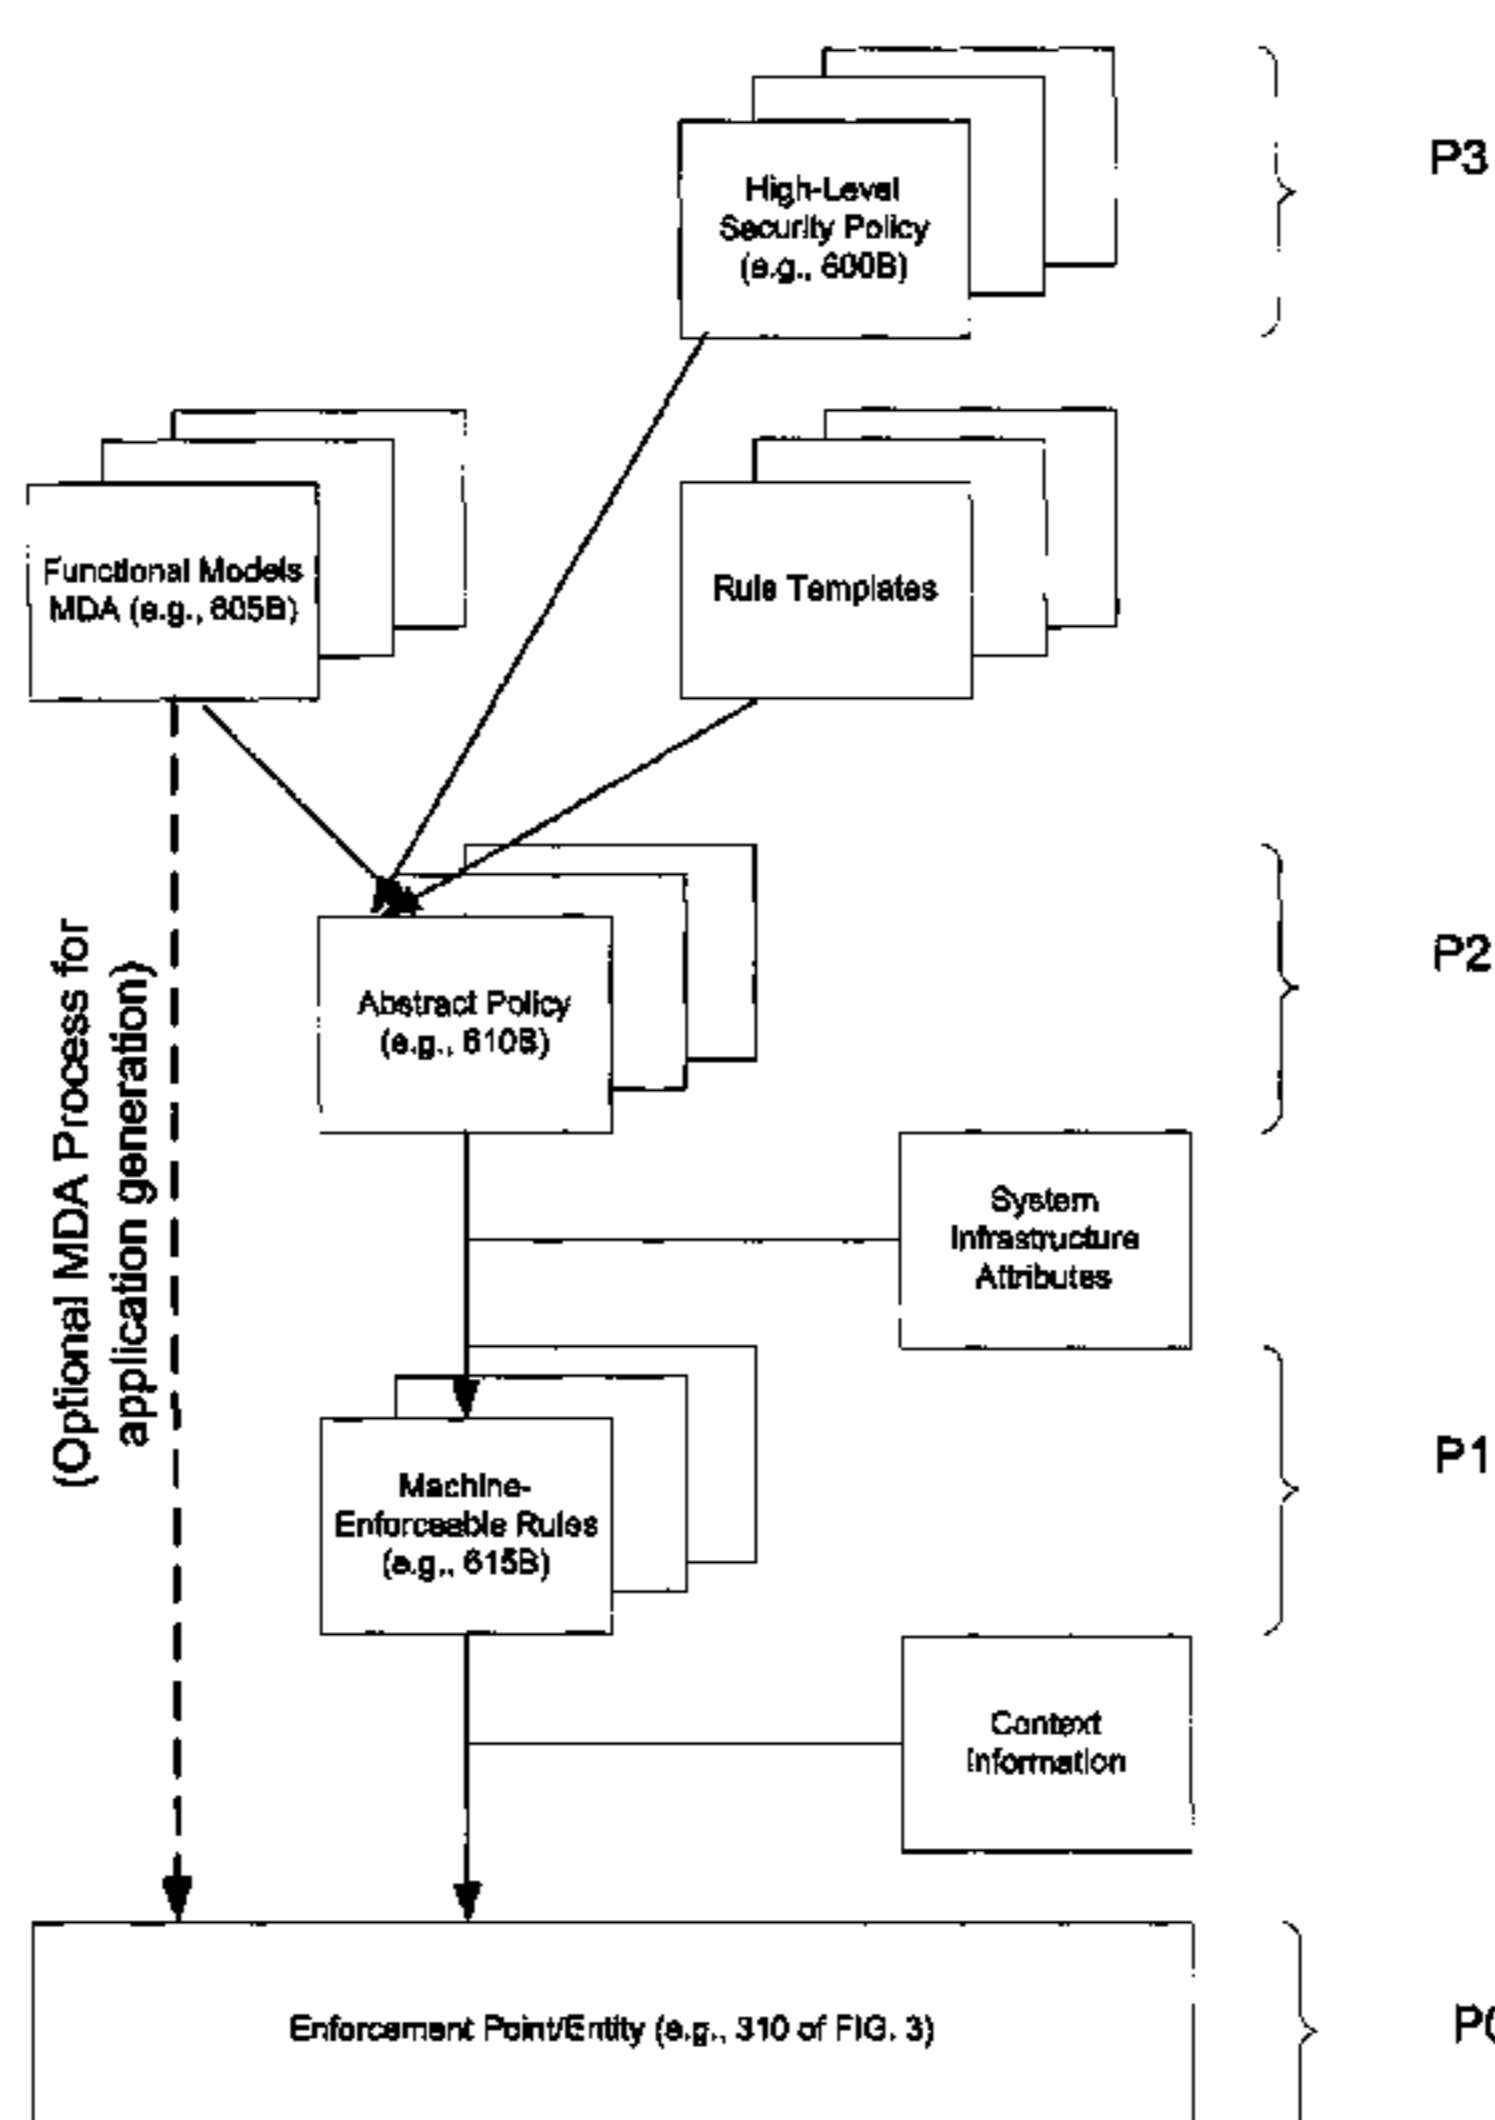 P3
High-Level
Security Policy
(e.g., 600B)
Functional Models
MDA (e.g., 605B)
Rule Templates
P2
Abstract Policy
(e.g., 610B)
(Optional MDA Process for
application generation)
System
Infrastructure
Attributes
P1
Machine-
Enforceable Rules
(e.g., 615B)
Context
Information
Enforcement Point/Entity (e.g., 310 of FIG. 3)
P0